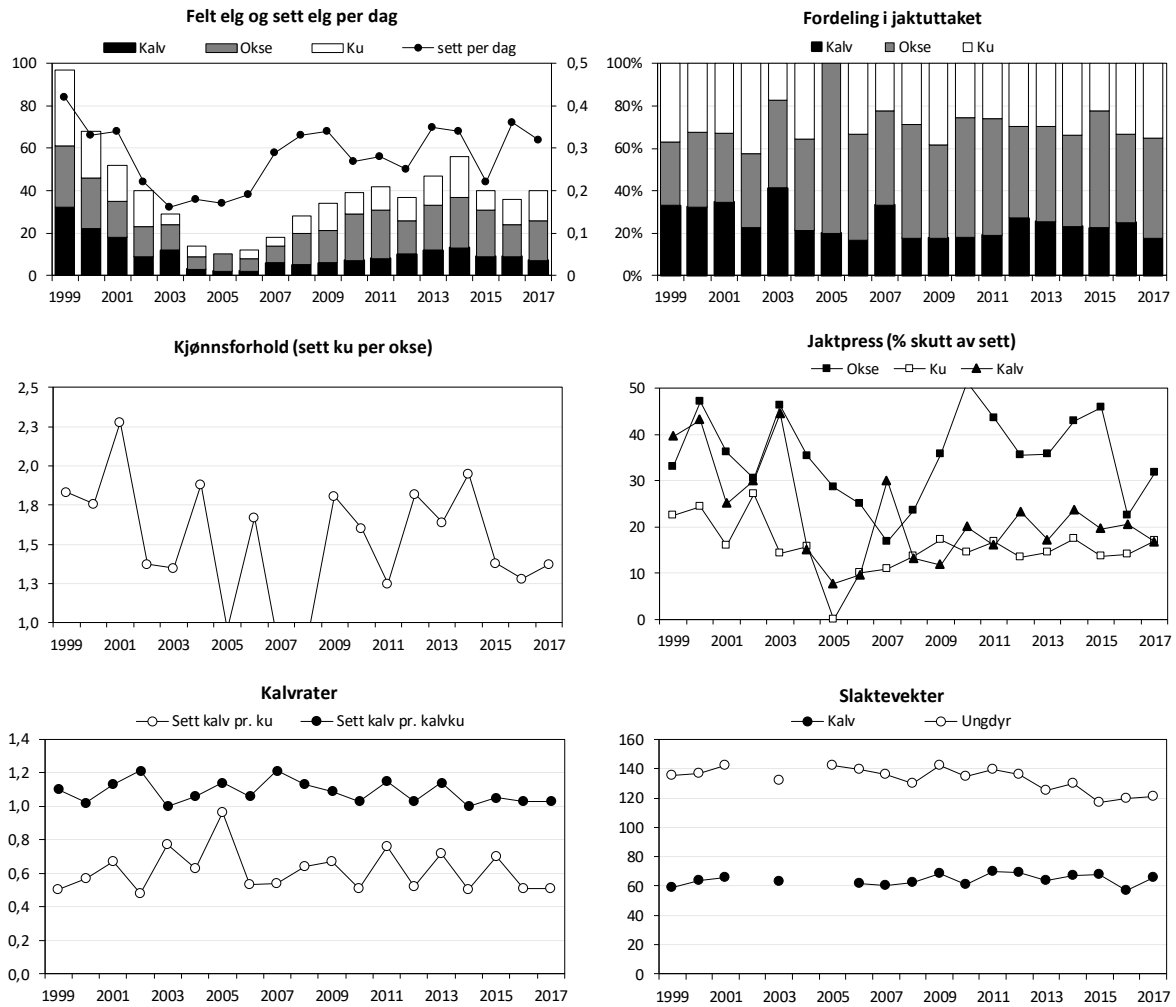 Felt elg og sett elg per dag
Kalv Okse Ku sett per dag
100 0,5
80 0,4
60 0,3
40 0,2
20 0,1
0 0
1999 2001 2003 2005 2007 2009 2011 2013 2015 2017
Fordeling i jaktuttaket
Kalv Okse Ku
100%
80%
60%
40%
20%
0%
1999 2001 2003 2005 2007 2009 2011 2013 2015 2017
Kjønnsforhold (sett ku per okse)
2,5
2,3
2,0
1,8
1,5
1,3
1,0
1999 2001 2003 2005 2007 2009 2011 2013 2015 2017
Jaktpress (% skutt av sett)
Okse Ku Kalv
50
40
30
20
10
0
1999 2001 2003 2005 2007 2009 2011 2013 2015 2017
Kalvrater
Sett kalv pr. ku Sett kalv pr. kalvku
1,4
1,2
1,0
0,8
0,6
0,4
0,2
0,0
1999 2001 2003 2005 2007 2009 2011 2013 2015 2017
Slaktevekter
Kalv Ungdyr
160
140
120
100
80
60
40
20
0
1999 2001 2003 2005 2007 2009 2011 2013 2015 2017